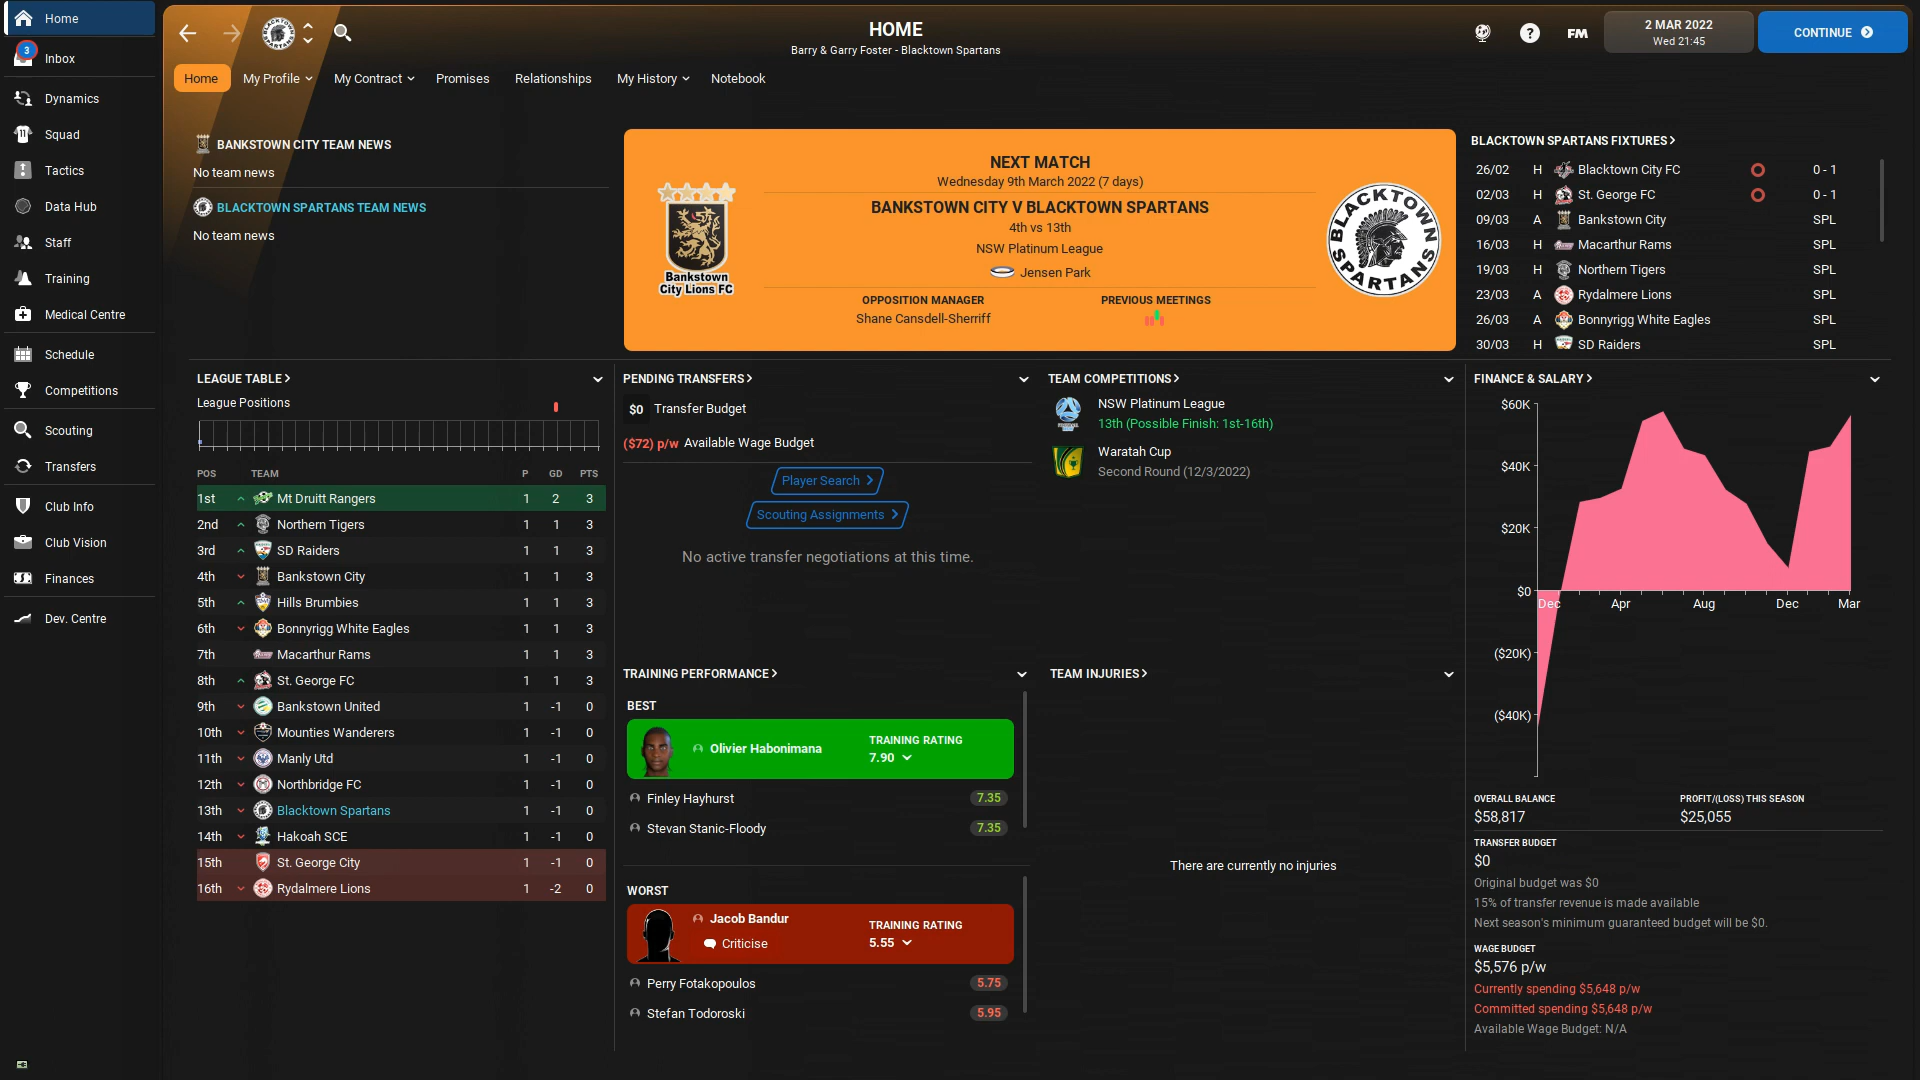 Home
3
Inbox
Dynamics
Squad
Tactics
Data Hub
Staff
Training
Medical Centre
Schedule
Competitions
Scouting
Transfers
Club Info
Club Vision
Finances
Dev. Centre
HOME
Barry & Garry Foster - Blacktown Spartans
FM
2 MAR 2022
Wed 21:45
CONTINUE
Home
My Profile
My Contract
Promises
Relationships
My History
Notebook
BANKSTOWN CITY TEAM NEWS
No team news
BLACKTOWN SPARTANS TEAM NEWS
No team news
Bankstown
City Lions FC
NEXT MATCH
Wednesday 9th March 2022 (7 days)
BANKSTOWN CITY V BLACKTOWN SPARTANS
4th vs 13th
NSW Platinum League
Jensen Park
OPPOSITION MANAGER
Shane Cansdell-Sherriff
PREVIOUS MEETINGS
BLACKTOWN SPARTANS
BLACKTOWN SPARTANS FIXTURES
26/02 H Blacktown City FC 0 - 1
02/03 H St. George FC 0 - 1
09/03 A Bankstown City SPL
16/03 H Macarthur Rams SPL
19/03 H Northern Tigers SPL
23/03 A Rydalmere Lions SPL
26/03 A Bonnyrigg White Eagles SPL
30/03 H SD Raiders SPL
LEAGUE TABLE
League Positions
POS TEAM P GD PTS
1st Mt Druitt Rangers 1 2 3
2nd Northern Tigers 1 1 3
3rd SD Raiders 1 1 3
4th Bankstown City 1 1 3
5th Hills Brumbies 1 1 3
6th Bonnyrigg White Eagles 1 1 3
7th Macarthur Rams 1 1 3
8th St. George FC 1 1 3
9th Bankstown United 1 -1 0
10th Mounties Wanderers 1 -1 0
11th Manly Utd 1 -1 0
12th Northbridge FC 1 -1 0
13th Blacktown Spartans 1 -1 0
14th Hakoah SCE 1 -1 0
15th St. George City 1 -1 0
16th Rydalmere Lions 1 -2 0
PENDING TRANSFERS
$0 Transfer Budget
($72) p/w Available Wage Budget
Player Search
Scouting Assignments
No active transfer negotiations at this time.
TEAM COMPETITIONS
NSW Platinum League
13th (Possible Finish: 1st-16th)
Waratah Cup
Second Round (12/3/2022)
TRAINING PERFORMANCE
BEST
Olivier Habonimana
TRAINING RATING
7.90
Finley Hayhurst 7.35
Stevan Stanic-Floody 7.35
WORST
Jacob Bandur
Criticise
TRAINING RATING
5.55
Perry Fotakopoulos 5.75
Stefan Todoroski 5.95
TEAM INJURIES
There are currently no injuries
FINANCE & SALARY
$60K
$40K
$20K
$0
($20K)
($40K)
Dec Apr Aug Dec Mar
OVERALL BALANCE
$58,817
PROFIT/(LOSS) THIS SEASON
$25,055
TRANSFER BUDGET
$0
Original budget was $0
15% of transfer revenue is made available
Next season's minimum guaranteed budget will be $0.
WAGE BUDGET
$5,576 p/w
Currently spending $5,648 p/w
Committed spending $5,648 p/w
Available Wage Budget: N/A